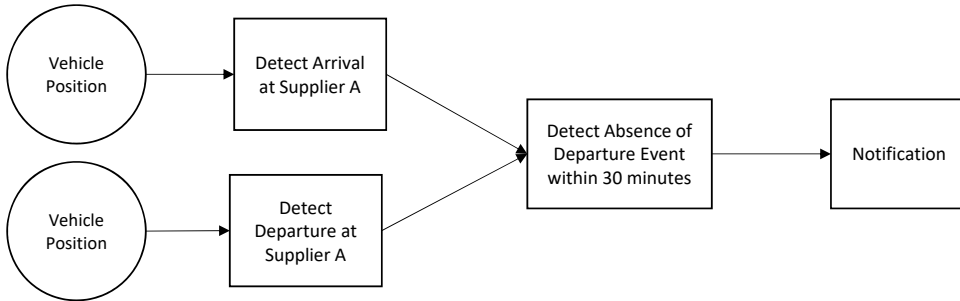 Vehicle
Position
Detect Arrival
at Supplier A
Detect Absence of
Departure Event
within 30 minutes
Notification
Vehicle
Position
Detect
Departure at
Supplier A